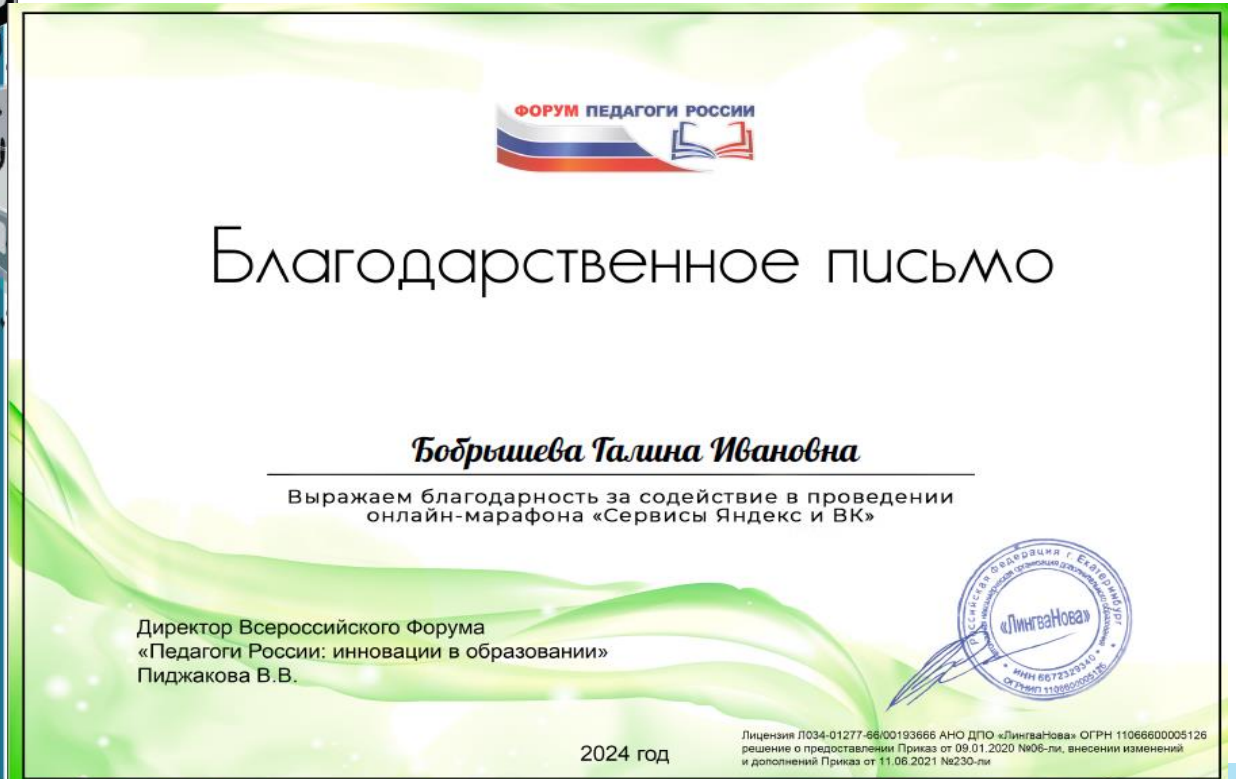 ФОРУМ ПЕДАГОГИ РОССИИ
Благодарственное письмо
Бобрышева Галина Ивановна
Выражаем благодарность за содействие в проведении
онлайн-марафона «Сервисы Яндекс и ВК»
Директор Всероссийского Форума
«Педагоги России: инновации в образовании»
Пиджакова В.В.
Российская Федерация г. Екатеринбург
«ЛингваНова»
ИНН 6672329340
2024 год
Лицензия Л034-01277-66/00193666 АНО ДПО «ЛингваНова» ОГРН 11066600005126
решение о предоставлении Приказ от 09.01.2020 №06-ли, внесении изменений
и дополнений Приказ от 11.06.2021 №230-ли